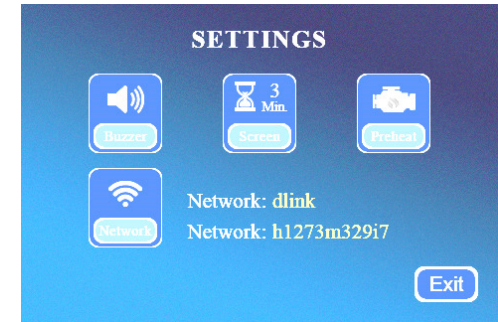 SETTINGS
3
Min.
Buzzer
Screen
Preheat
Network
Network: dlink
Network: h1273m329i7
Exit